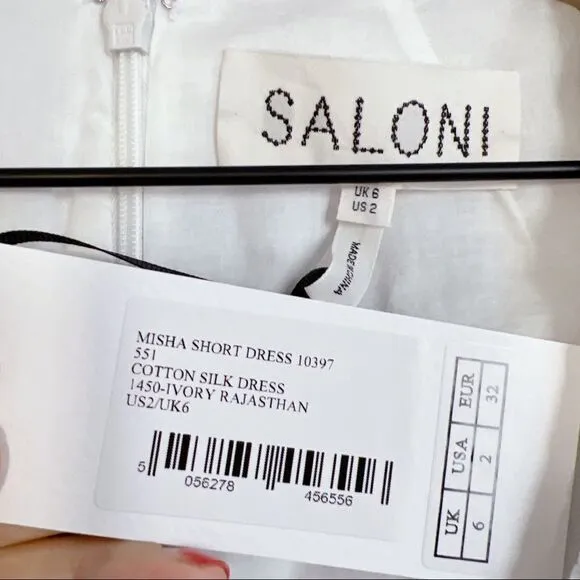 SALONI
UK 6
US 2
MADE IN CHINA
MISHA SHORT DRESS 10397
551
COTTON SILK DRESS
1450-IVORY RAJASTHAN
US2/UK6
5 056278 456556
UK USA EUR
6 2 32